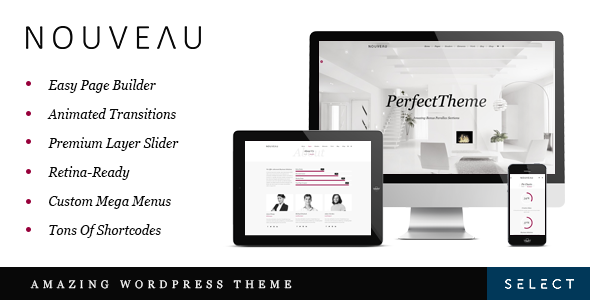 NOUVEAU
Easy Page Builder
Animated Transitions
Premium Layer Slider
Retina-Ready
Custom Mega Menus
Tons Of Shortcodes
NOUVEAU
PerfectTheme
AMAZING WORDPRESS THEME
SELECT